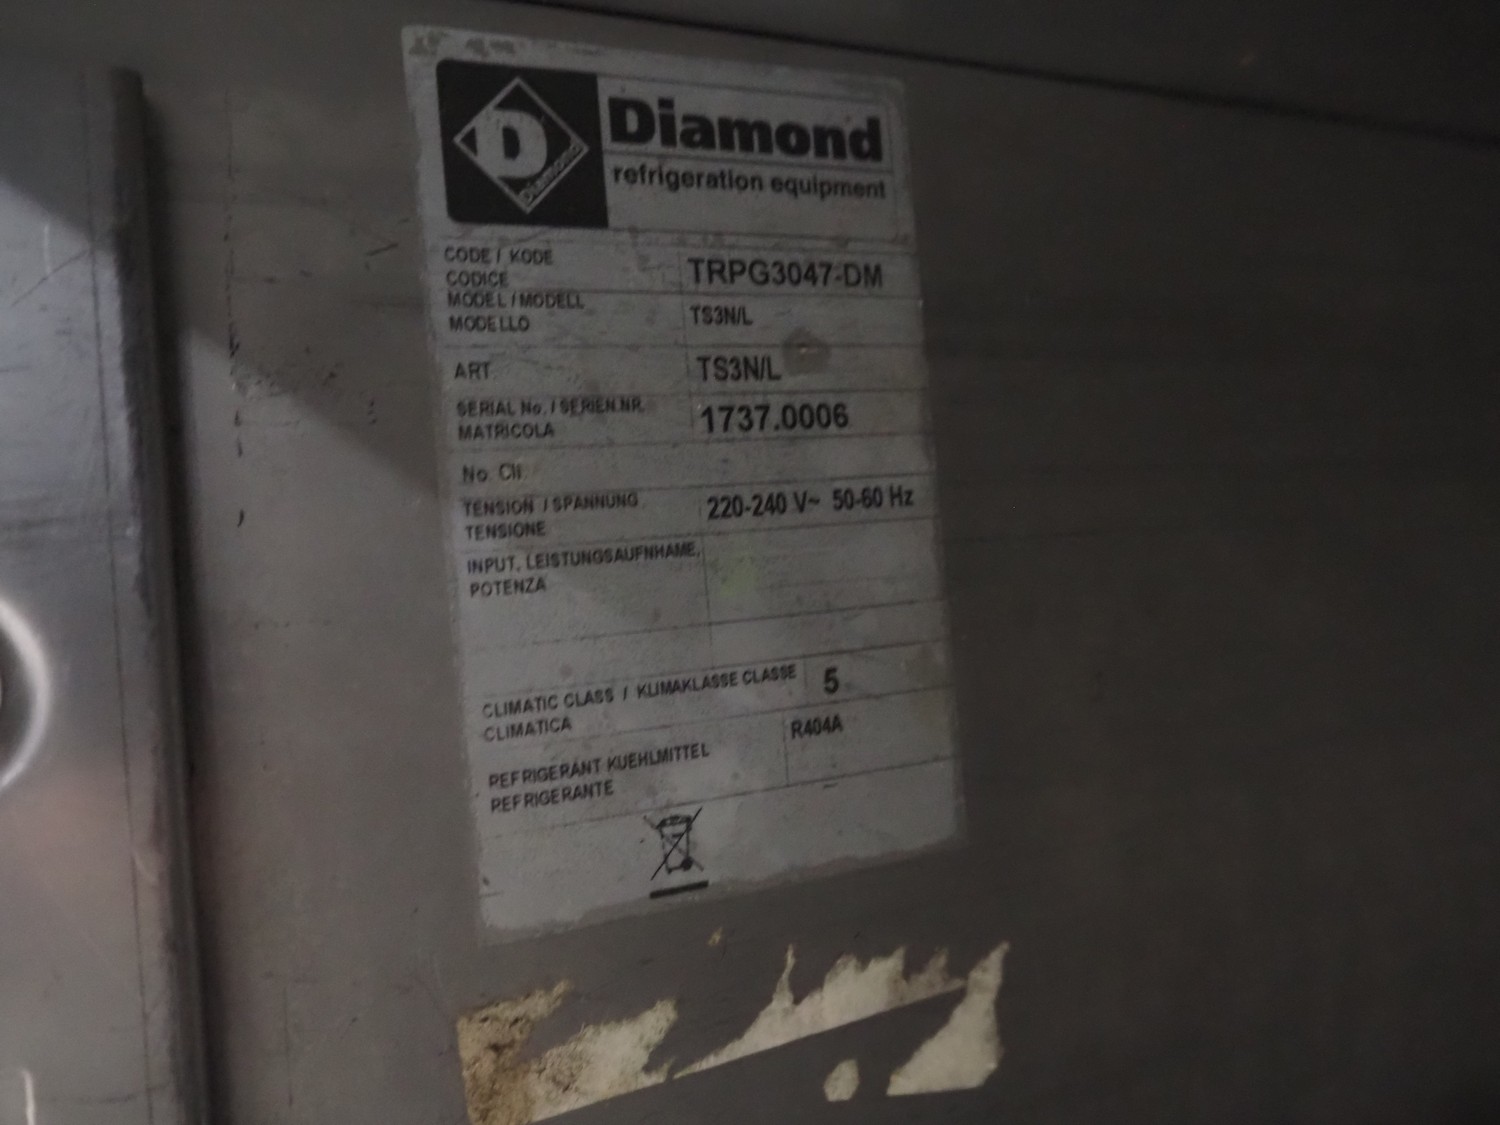 D
Diamond
Diamond
refrigeration equipment
CODE / KODE
CODICE
TRPG3047-DM
MODEL / MODELL
MODELLO
TS3N/L
ART
TS3N/L
SERIAL No. / SERIEN.NR.
MATRICOLA
1737.0006
No. Cli
TENSION / SPANNUNG
TENSIONE
220-240 V~ 50-60 Hz
INPUT, LEISTUNGSAUFNHAME,
POTENZA
CLIMATIC CLASS / KLIMAKLASSE CLASSE
CLIMATICA
5
REFRIGERANT KUEHLMITTEL
REFRIGERANTE
R404A